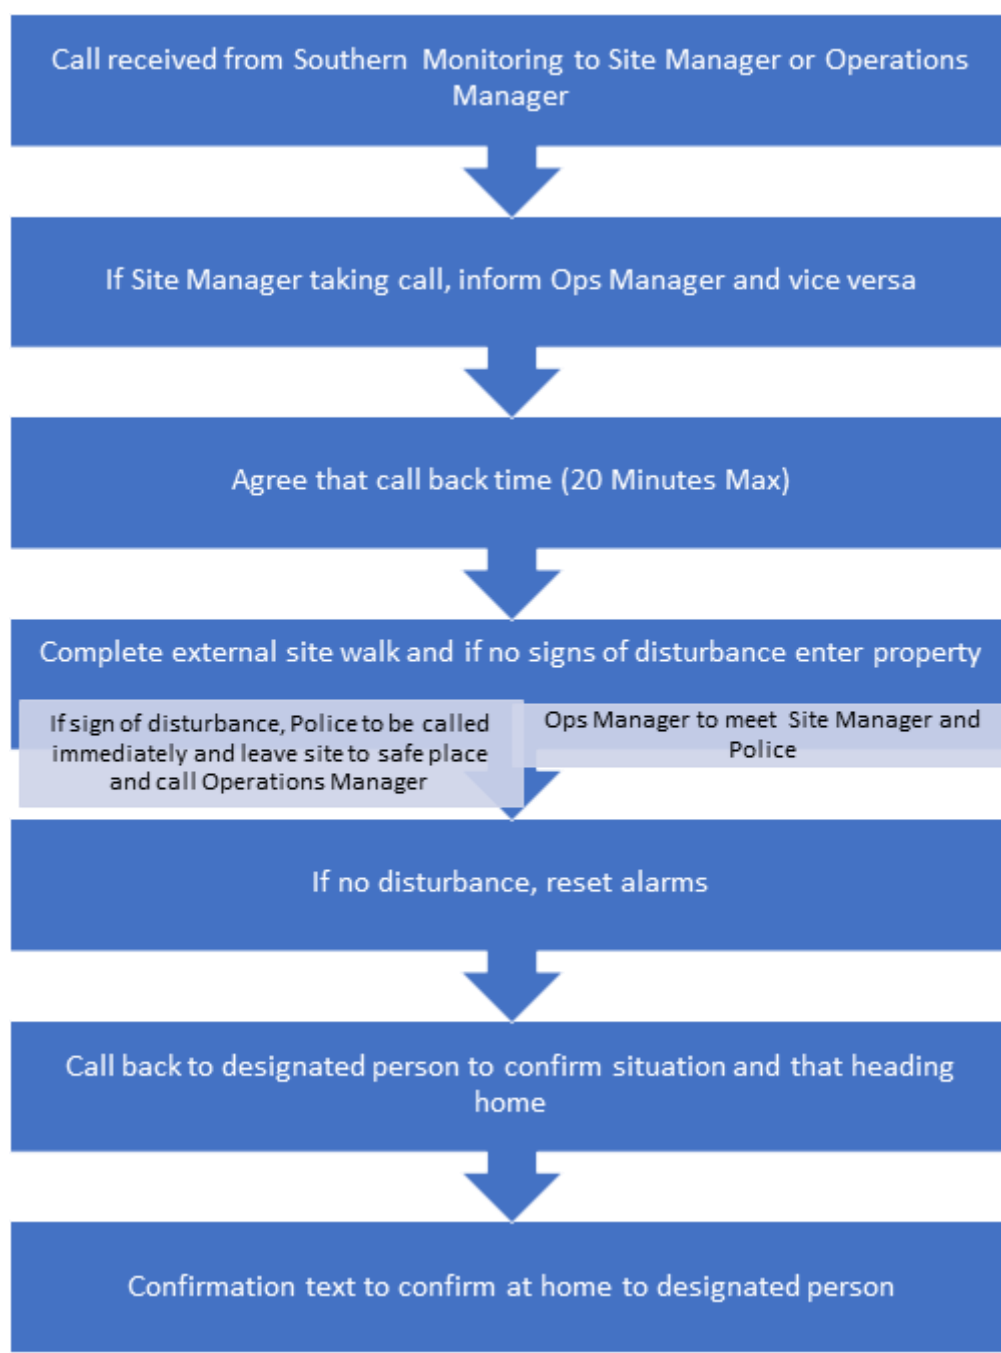 Call received from Southern Monitoring to Site Manager or Operations
Manager
If Site Manager taking call, inform Ops Manager and vice versa
Agree that call back time (20 Minutes Max)
Complete external site walk and if no signs of disturbance enter property
If sign of disturbance, Police to be called
immediately and leave site to safe place
and call Operations Manager
Ops Manager to meet Site Manager and
Police
If no disturbance, reset alarms
Call back to designated person to confirm situation and that heading
home
Confirmation text to confirm at home to designated person